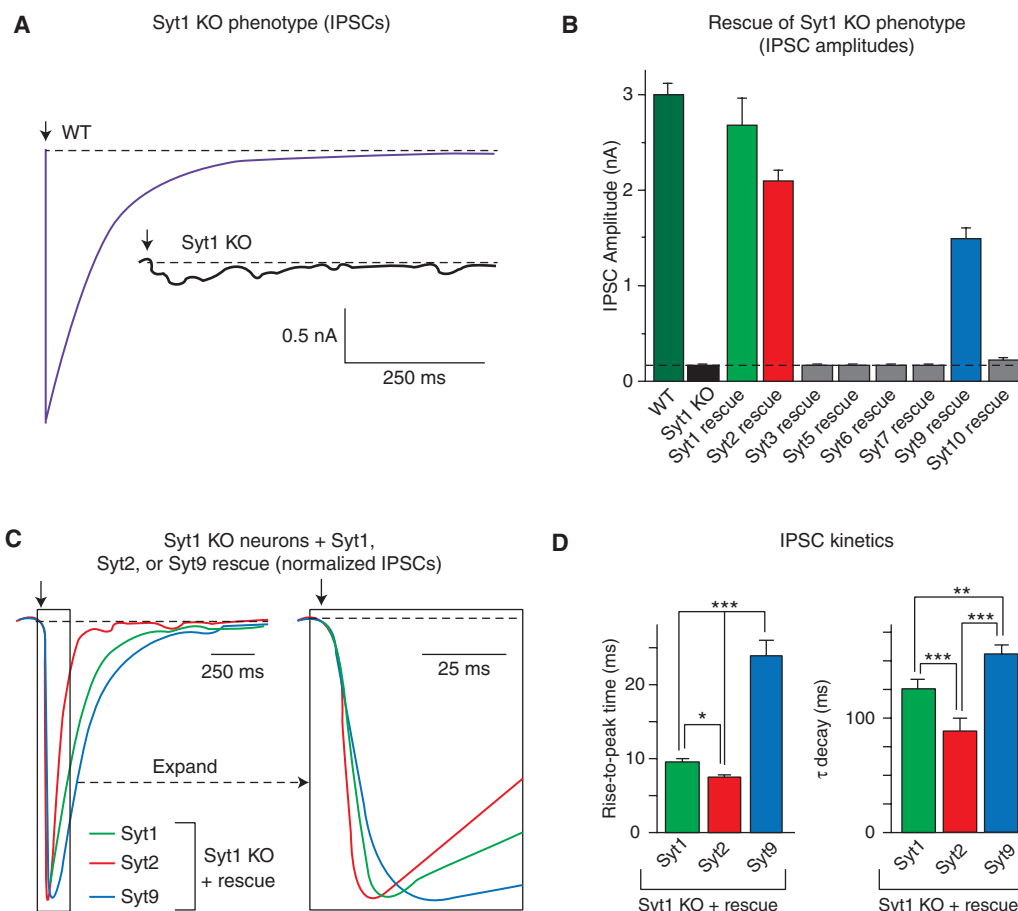 A
Syt1 KO phenotype (IPSCs)
WT
Syt1 KO
0.5 nA
250 ms
B
Rescue of Syt1 KO phenotype
(IPSC amplitudes)
IPSC Amplitude (nA)
3
2
1
0
WT
Syt1 KO
Syt1 rescue
Syt2 rescue
Syt3 rescue
Syt5 rescue
Syt6 rescue
Syt7 rescue
Syt9 rescue
Syt10 rescue
C
Syt1 KO neurons + Syt1,
Syt2, or Syt9 rescue (normalized IPSCs)
250 ms
25 ms
Expand
Syt1
Syt2
Syt9
Syt1 KO
+ rescue
D
IPSC kinetics
Rise-to-peak time (ms)
20
10
0
***
*
Syt1
Syt2
Syt9
Syt1 KO + rescue
τ decay (ms)
100
0
**
***
***
Syt1
Syt2
Syt9
Syt1 KO + rescue